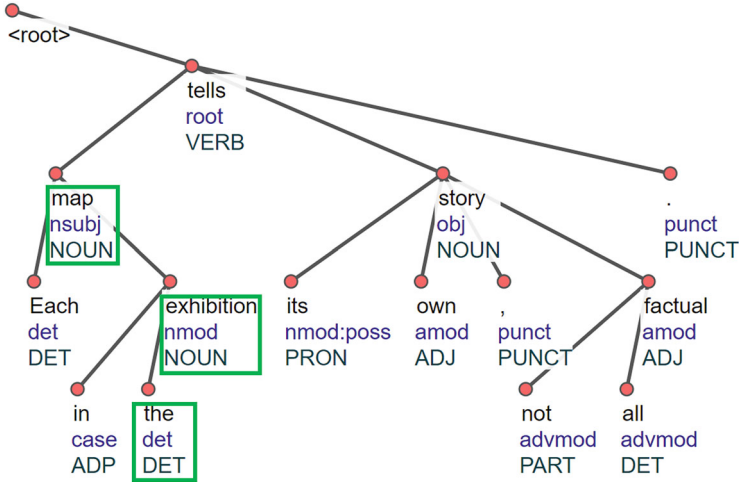 <root>
tells
root
VERB
map
nsubj
NOUN
story
obj
NOUN
.
punct
PUNCT
Each
det
DET
exhibition
nmod
NOUN
its
nmod:poss
PRON
own
amod
ADJ
,
punct
PUNCT
factual
amod
ADJ
in
case
ADP
the
det
DET
not
advmod
PART
all
advmod
DET